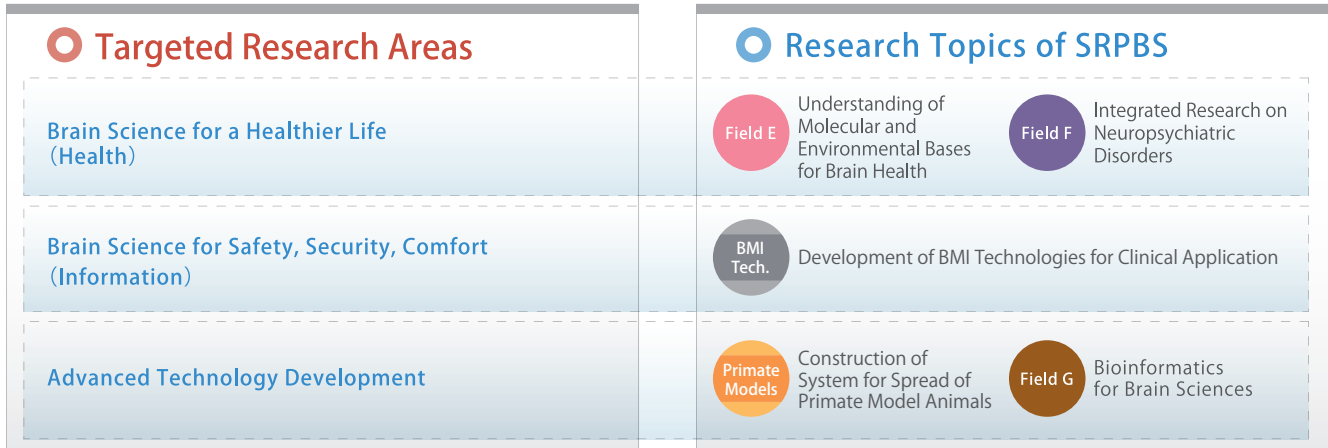 Targeted Research Areas
Research Topics of SRPBS
Brain Science for a Healthier Life
(Health)
Field E
Understanding of
Molecular and
Environmental Bases
for Brain Health
Field F
Integrated Research on
Neuropsychiatric
Disorders
Brain Science for Safety, Security, Comfort
(Information)
BMI
Tech.
Development of BMI Technologies for Clinical Application
Advanced Technology Development
Primate
Models
Construction of
System for Spread of
Primate Model Animals
Field G
Bioinformatics
for Brain Sciences